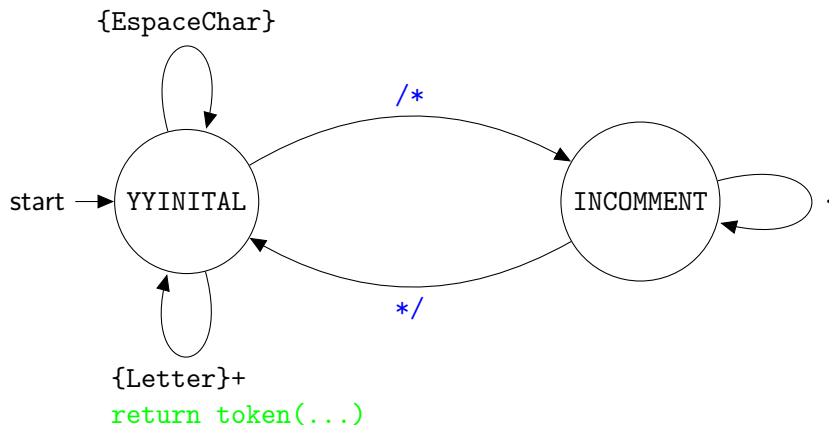 {EspaceChar}
/*
start
YYINITAL
INCOMMENT
*/
{Letter}+
return token(...)